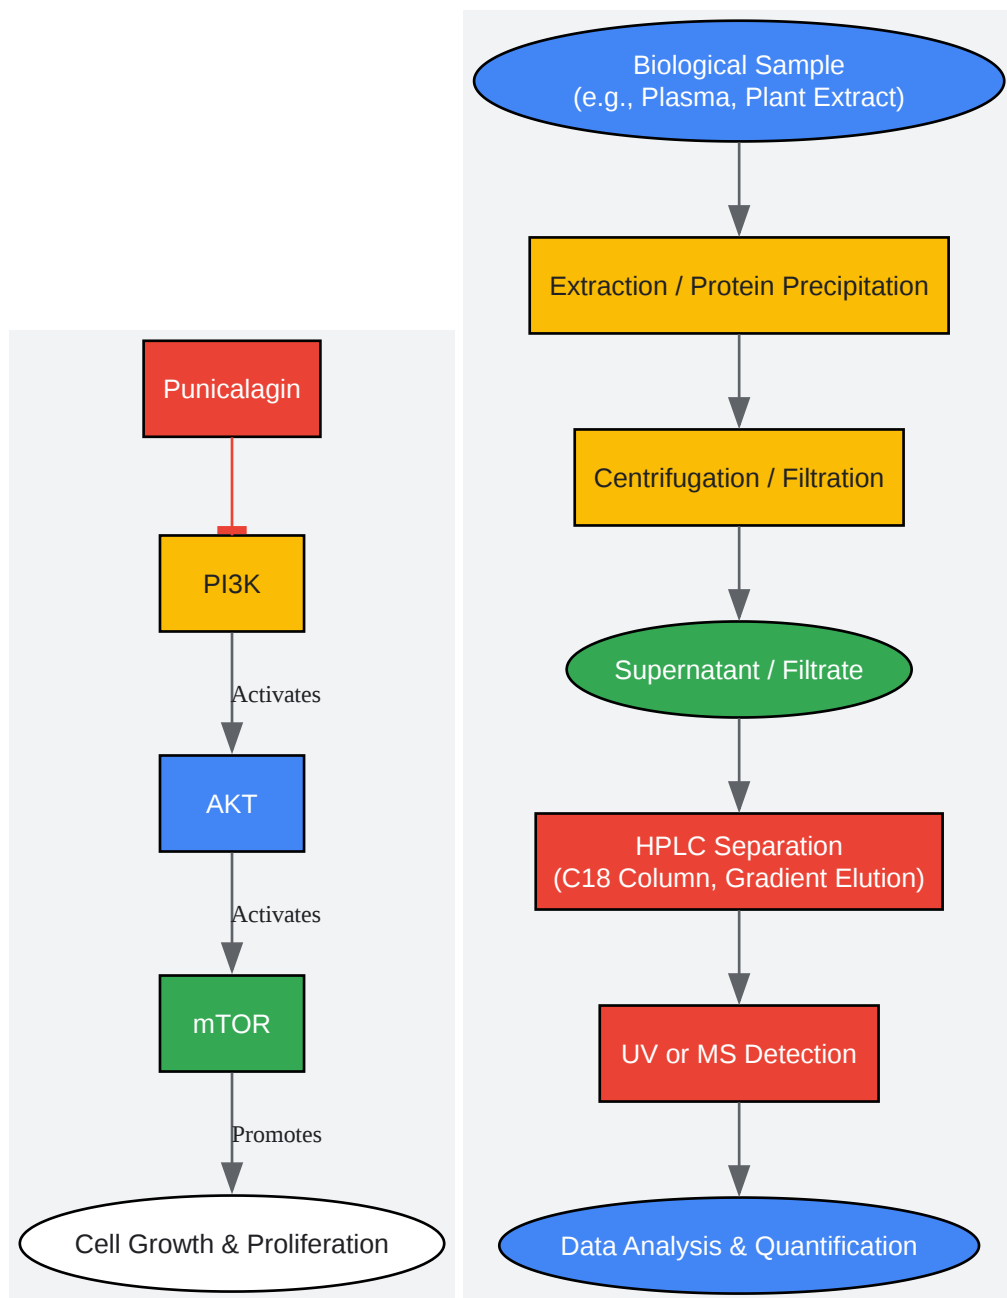 Punicalagin
PI3K
Activates
AKT
Activates
mTOR
Promotes
Cell Growth & Proliferation
Biological Sample
(e.g., Plasma, Plant Extract)
Extraction / Protein Precipitation
Centrifugation / Filtration
Supernatant / Filtrate
HPLC Separation
(C18 Column, Gradient Elution)
UV or MS Detection
Data Analysis & Quantification